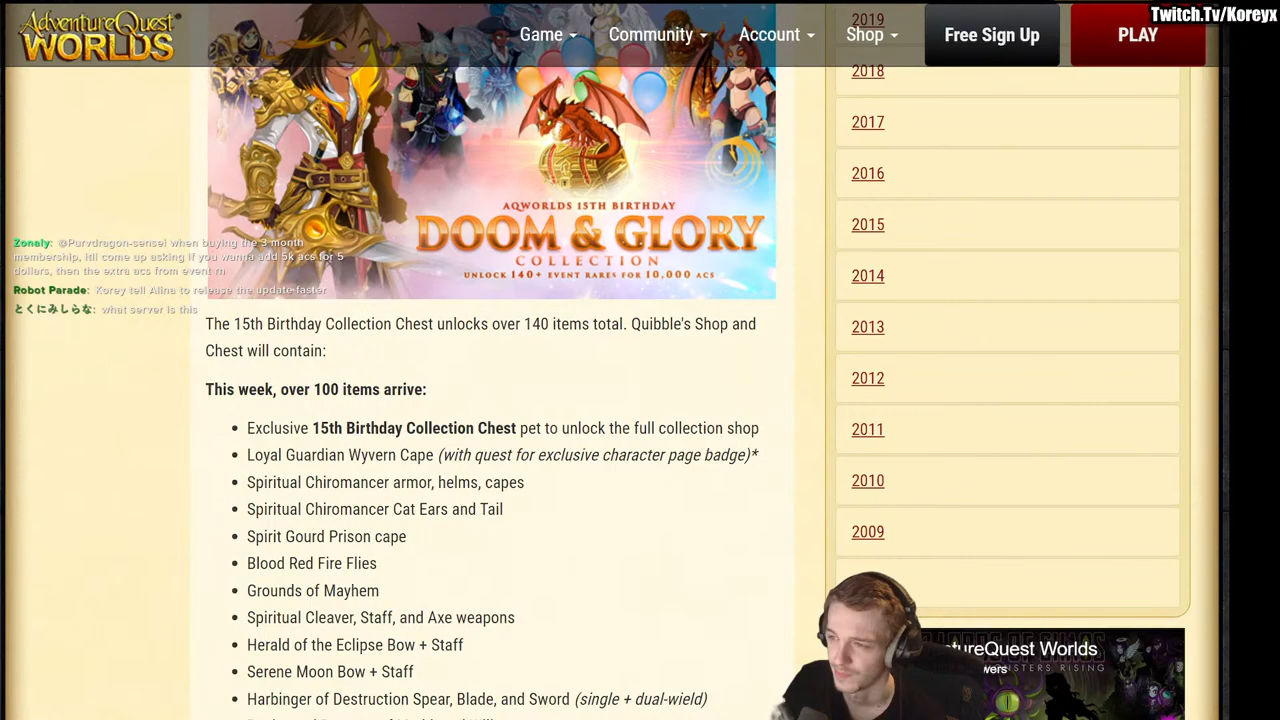 Twitch.Tv/Koreyx
AdventureQuest
WORLDS
Game
Community
Account
Shop
Free Sign Up
PLAY
AQWORLDS 15TH BIRTHDAY
DOOM & GLORY
COLLECTION
UNLOCK 140+ EVENT RARES FOR 10,000 ACS
Zonaly: @Purvdragon-sensei when buying the 3 month
membership, itll come up asking if you wanna add 5k acs for 5
dollars, then the extra acs from event rn
Robot Parade: Korey tell Alina to release the update faster
とくにみしらな: what server is this
The 15th Birthday Collection Chest unlocks over 140 items total. Quibble's Shop and
Chest will contain:
This week, over 100 items arrive:
• Exclusive 15th Birthday Collection Chest pet to unlock the full collection shop
• Loyal Guardian Wyvern Cape (with quest for exclusive character page badge)*
• Spiritual Chiromancer armor, helms, capes
• Spiritual Chiromancer Cat Ears and Tail
• Spirit Gourd Prison cape
• Blood Red Fire Flies
• Grounds of Mayhem
• Spiritual Cleaver, Staff, and Axe weapons
• Herald of the Eclipse Bow + Staff
• Serene Moon Bow + Staff
• Harbinger of Destruction Spear, Blade, and Sword (single + dual-wield)
2019
2018
2017
2016
2015
2014
2013
2012
2011
2010
2009
ntureQuest Worlds
MONSTERS RISING